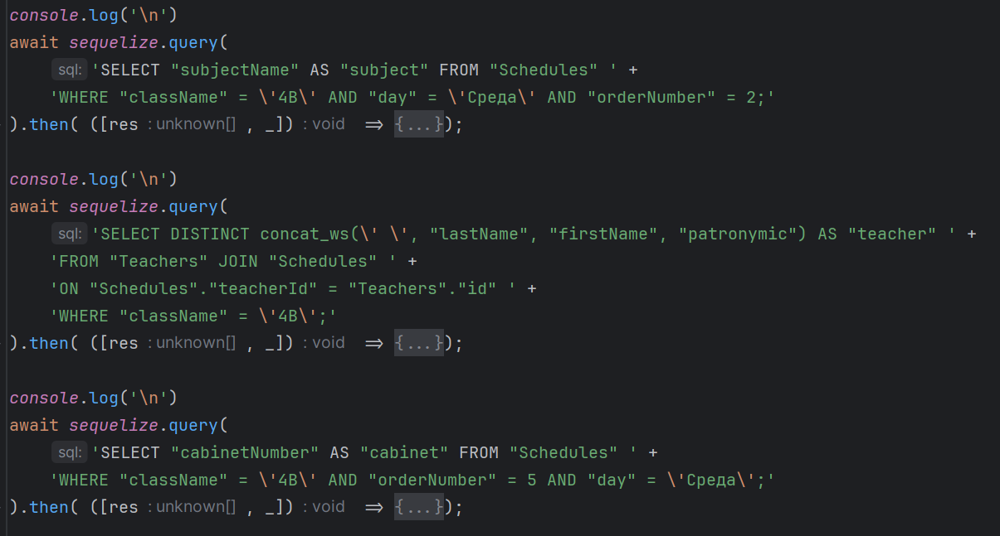 console.log('\n')
await sequelize.query(
sql: 'SELECT "subjectName" AS "subject" FROM "Schedules" ' +
'WHERE "className" = \'4В\' AND "day" = \'Среда\' AND "orderNumber" = 2;'
).then( ([res : unknown[] , _]) : void => {...});
console.log('\n')
await sequelize.query(
sql: 'SELECT DISTINCT concat_ws(\' \', "lastName", "firstName", "patronymic") AS "teacher" ' +
'FROM "Teachers" JOIN "Schedules" ' +
'ON "Schedules"."teacherId" = "Teachers"."id" ' +
'WHERE "className" = \'4В\';'
).then( ([res : unknown[] , _]) : void => {...});
console.log('\n')
await sequelize.query(
sql: 'SELECT "cabinetNumber" AS "cabinet" FROM "Schedules" ' +
'WHERE "className" = \'4В\' AND "orderNumber" = 5 AND "day" = \'Среда\';'
).then( ([res : unknown[] , _]) : void => {...});